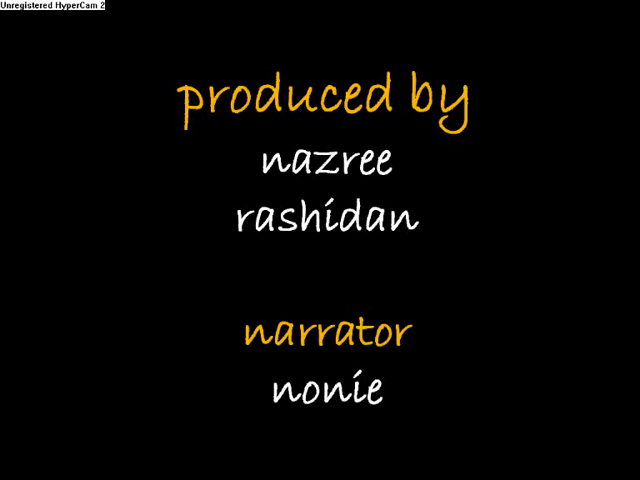 Unregistered HyperCam 2
produced by
nazree
rashidan
narrator
nonie